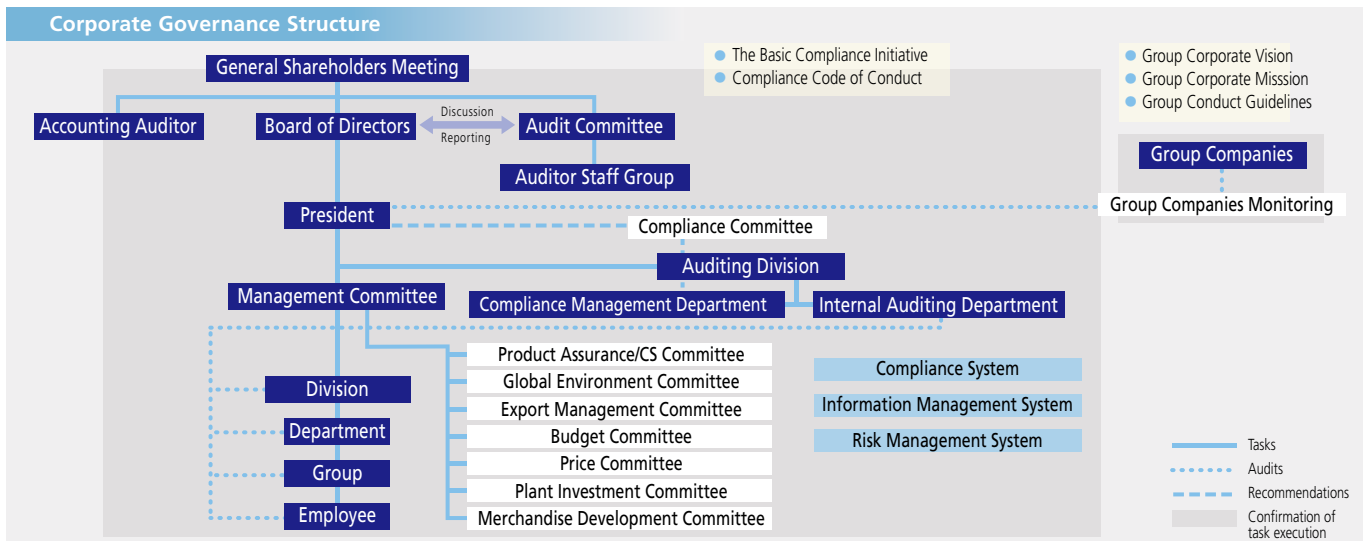 Corporate Governance Structure
General Shareholders Meeting
The Basic Compliance Initiative
Compliance Code of Conduct
Group Corporate Vision
Group Corporate Misssion
Group Conduct Guidelines
Accounting Auditor
Board of Directors
Discussion
Reporting
Audit Committee
Group Companies
Auditor Staff Group
Group Companies Monitoring
President
Compliance Committee
Auditing Division
Management Committee
Compliance Management Department
Internal Auditing Department
Product Assurance/CS Committee
Global Environment Committee
Export Management Committee
Budget Committee
Price Committee
Plant Investment Committee
Merchandise Development Committee
Compliance System
Information Management System
Risk Management System
Division
Department
Group
Employee
Tasks
Audits
Recommendations
Confirmation of
task execution